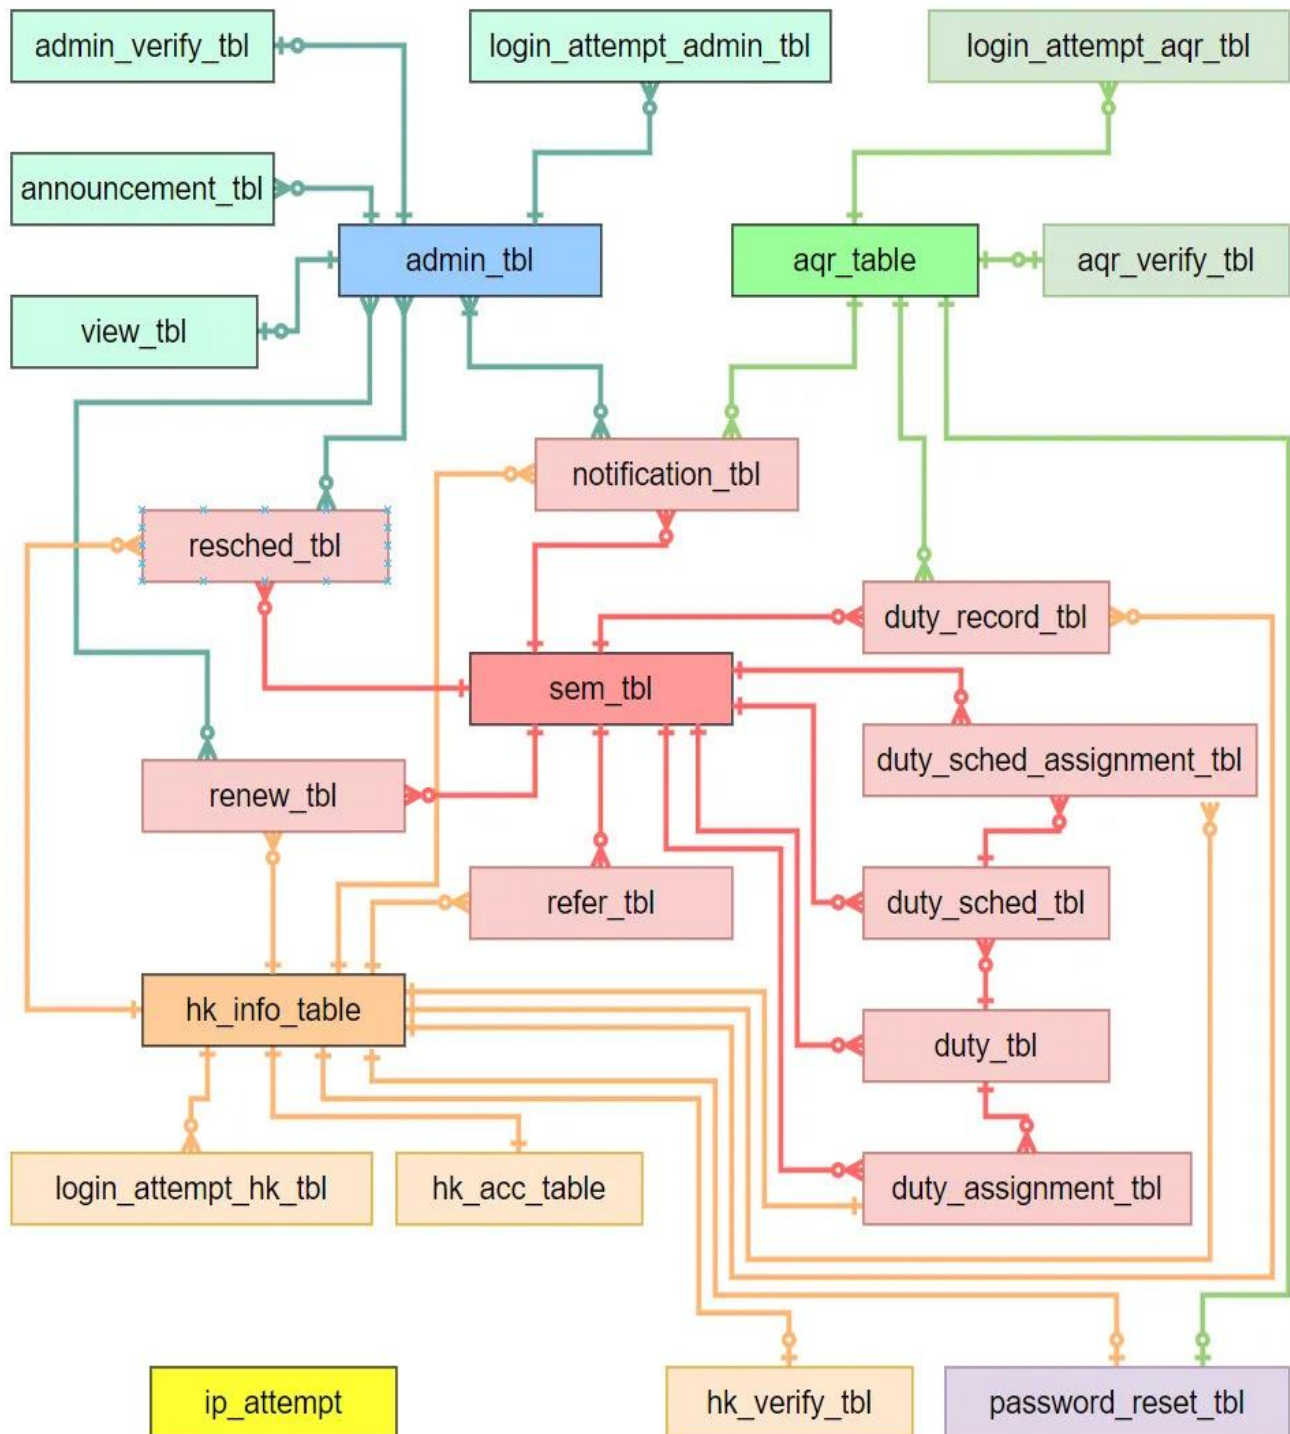 admin_verify_tbl
login_attempt_admin_tbl
login_attempt_aqr_tbl
announcement_tbl
admin_tbl
aqr_table
aqr_verify_tbl
view_tbl
notification_tbl
resched_tbl
duty_record_tbl
sem_tbl
duty_sched_assignment_tbl
renew_tbl
refer_tbl
duty_sched_tbl
hk_info_table
duty_tbl
login_attempt_hk_tbl
hk_acc_table
duty_assignment_tbl
ip_attempt
hk_verify_tbl
password_reset_tbl